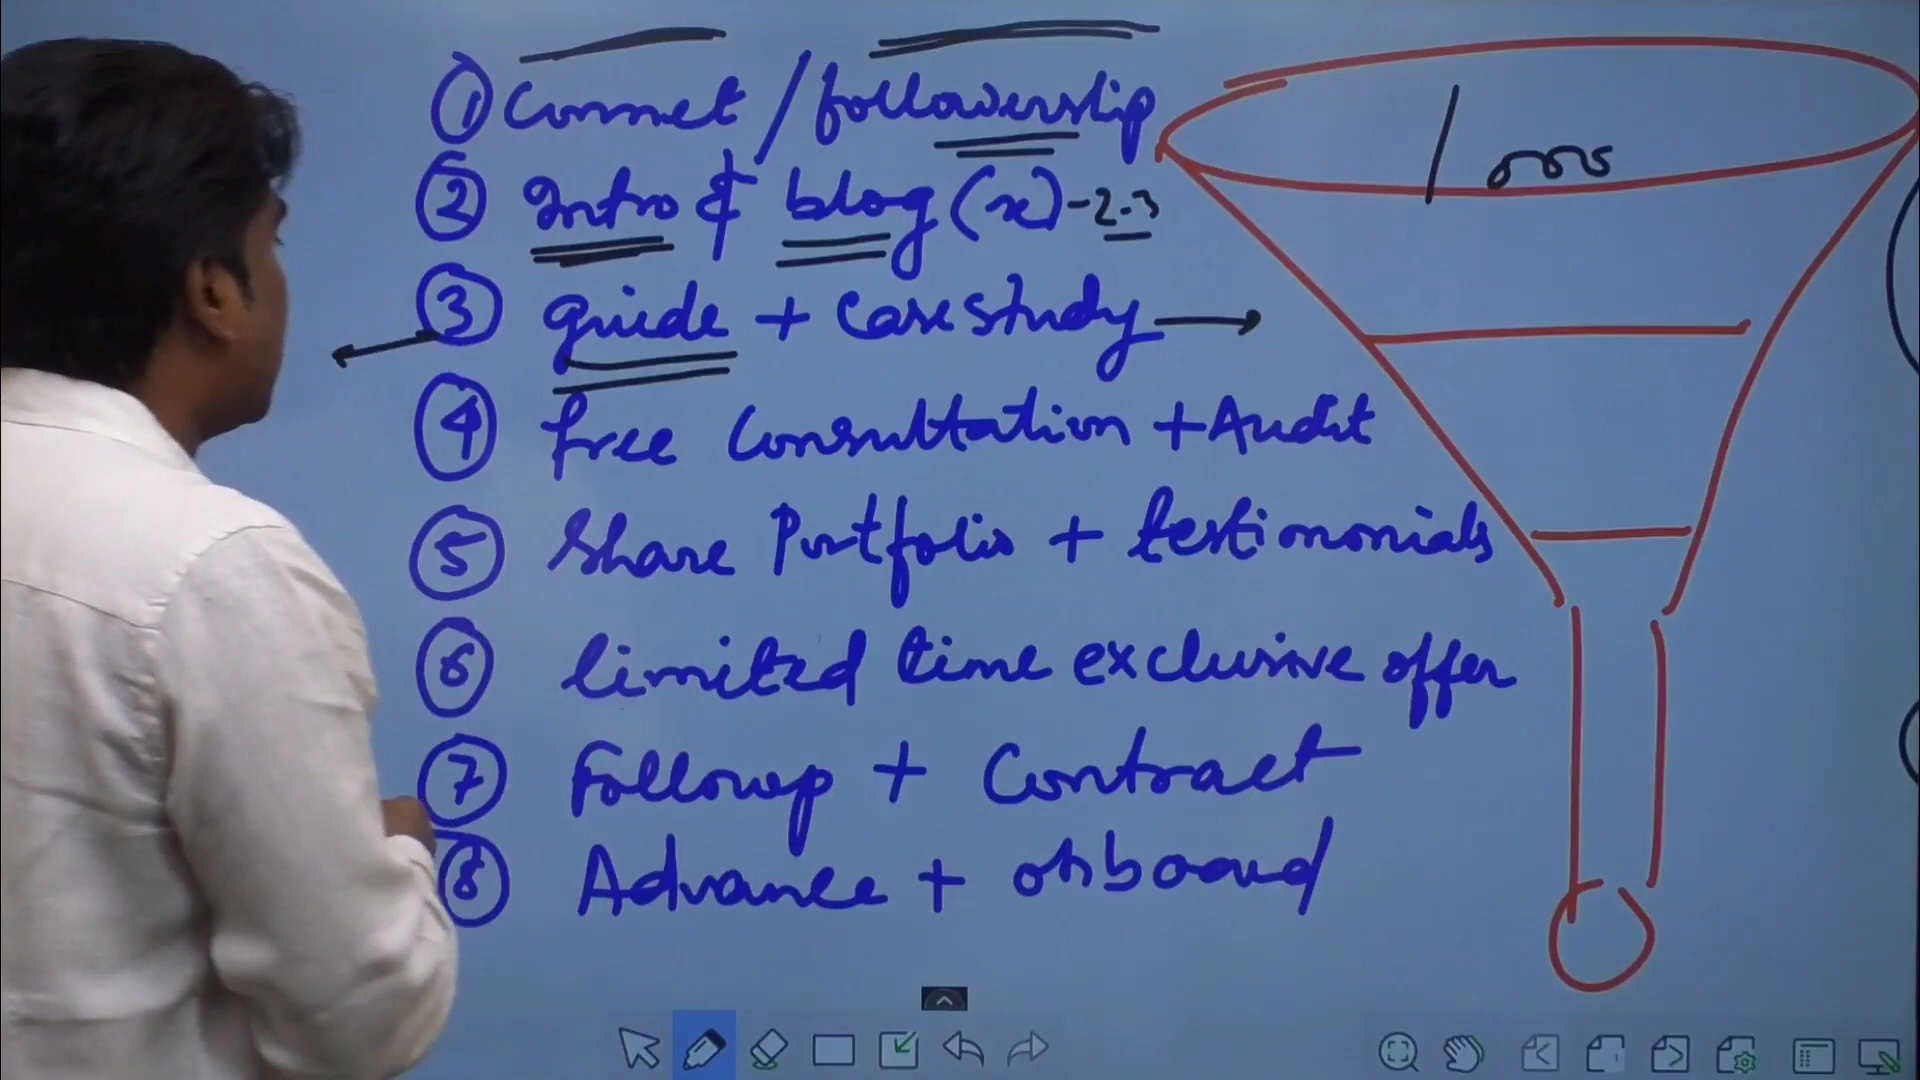 ① Connect / followership
② Intro & blog (x) - 2-3
③ guide + Case study →
④ free Consultation + Audit
⑤ Share Portfolio + testimonials
⑥ limited time exclusive offer
⑦ Followup + Contract
⑧ Advance + onboard
1000